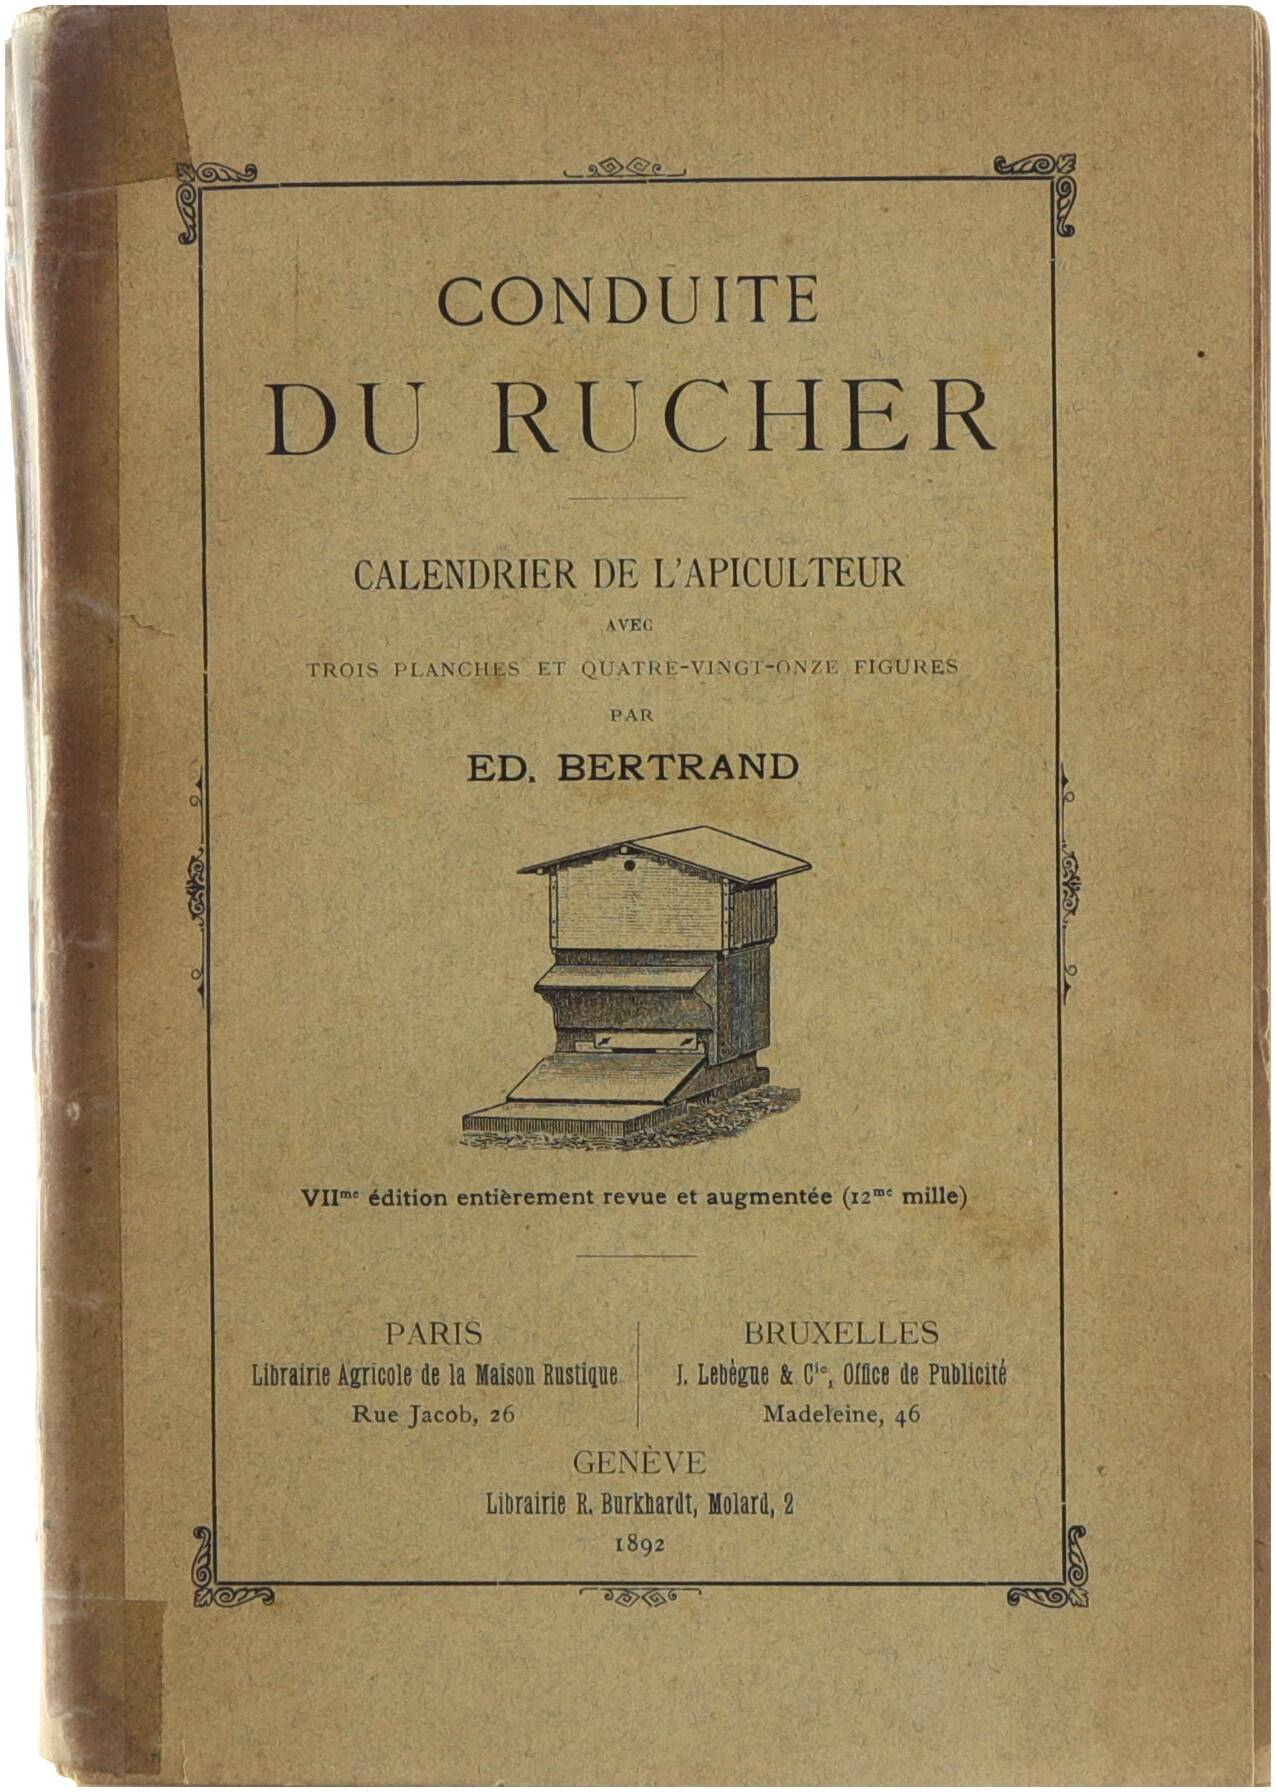 CONDUITE
DU RUCHER
CALENDRIER DE L'APICULTEUR
AVEC
TROIS PLANCHES ET QUATRE-VINGT-ONZE FIGURES
PAR
ED. BERTRAND
VIIme édition entièrement revue et augmentée (12me mille)
PARIS
Librairie Agricole de la Maison Rustique
Rue Jacob, 26
BRUXELLES
J. Lebègue & Cie, Office de Publicité
Madeleine, 46
GENÈVE
Librairie R. Burkhardt, Molard, 2
1892